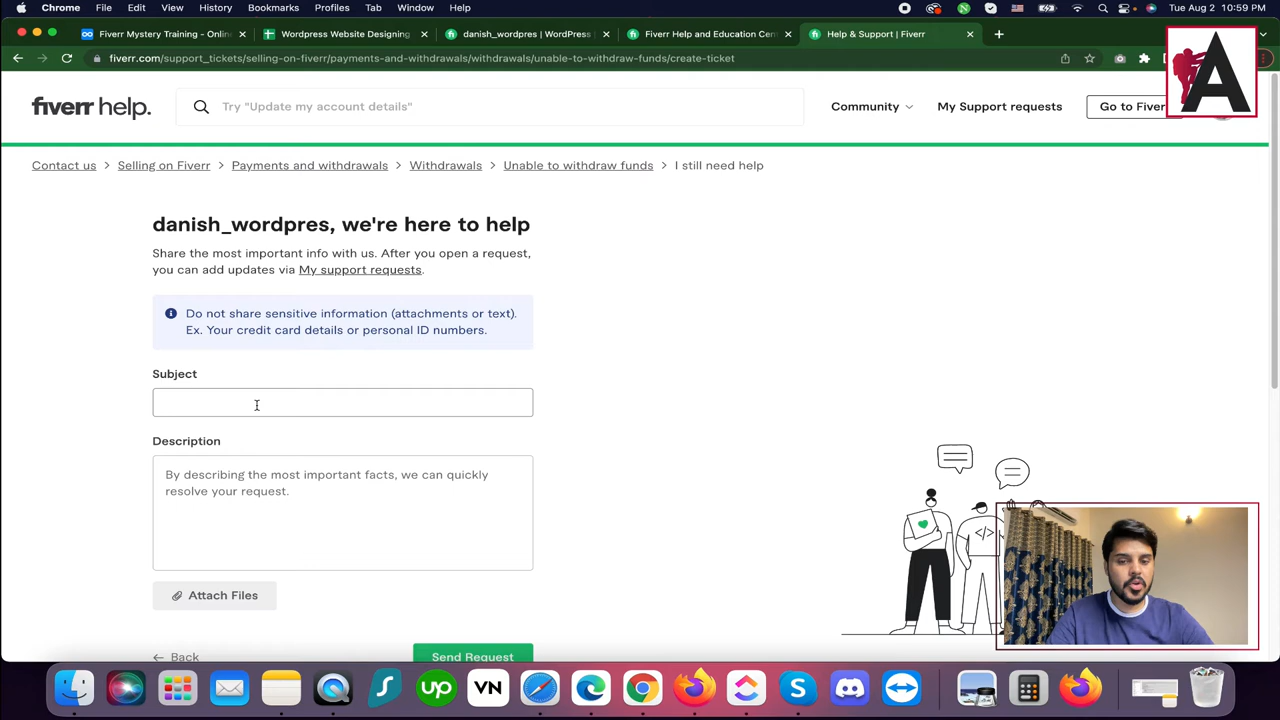 Chrome File Edit View History Bookmarks Profiles Tab Window Help Tue Aug 2 10:59 PM
Fiverr Mystery Training - Onlin Wordpress Website Designing danish_wordpres | WordPress Fiverr Help and Education Cen Help & Support | Fiverr
fiverr.com/support_tickets/selling-on-fiverr/payments-and-withdrawals/withdrawals/unable-to-withdraw-funds/create-ticket
A
fiverr help. Try "Update my account details" Community My Support requests Go to Fiver
Contact us > Selling on Fiverr > Payments and withdrawals > Withdrawals > Unable to withdraw funds > I still need help
danish_wordpres, we're here to help
Share the most important info with us. After you open a request,
you can add updates via My support requests.
Do not share sensitive information (attachments or text).
Ex. Your credit card details or personal ID numbers.
Subject
Description
By describing the most important facts, we can quickly
resolve your request.
Attach Files
← Back Send Request
up VN